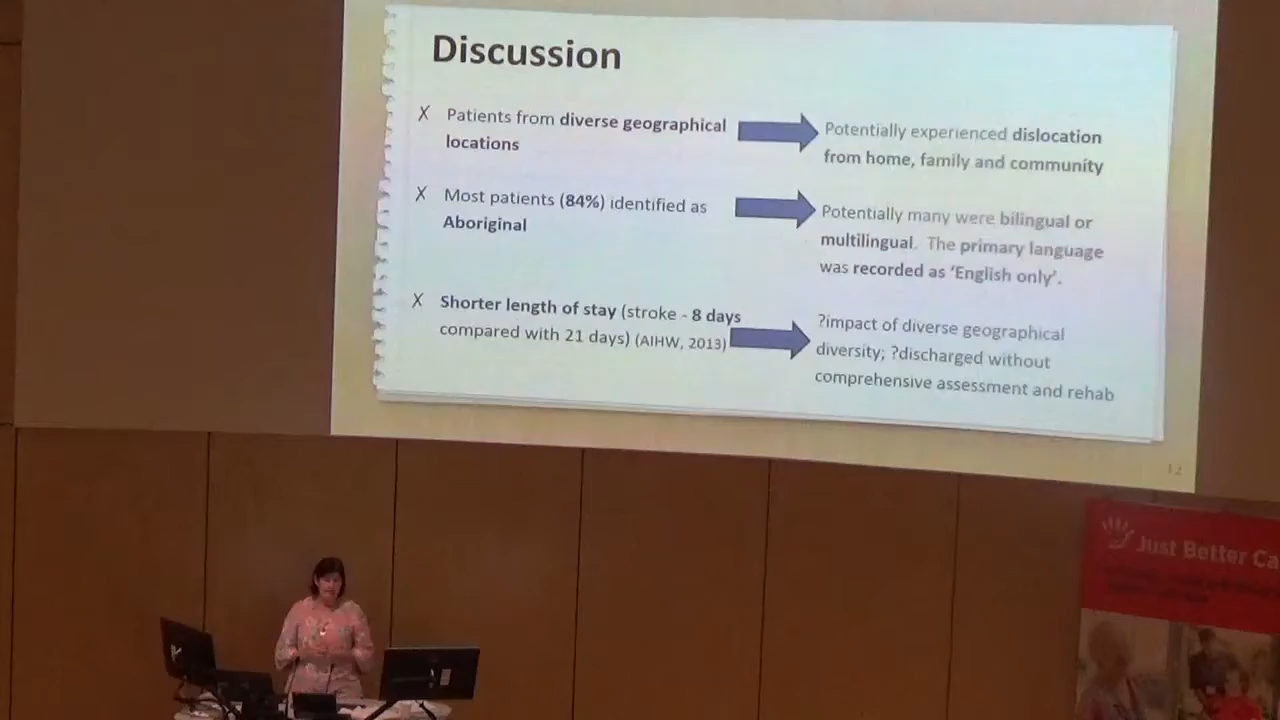 Discussion
X Patients from diverse geographical
locations
Potentially experienced dislocation
from home, family and community
X Most patients (84%) identified as
Aboriginal
Potentially many were bilingual or
multilingual. The primary language
was recorded as ‘English only’.
X Shorter length of stay (stroke - 8 days
compared with 21 days) (AIHW, 2013)
?impact of diverse geographical
diversity; ?discharged without
comprehensive assessment and rehab
12
Just Better Ca